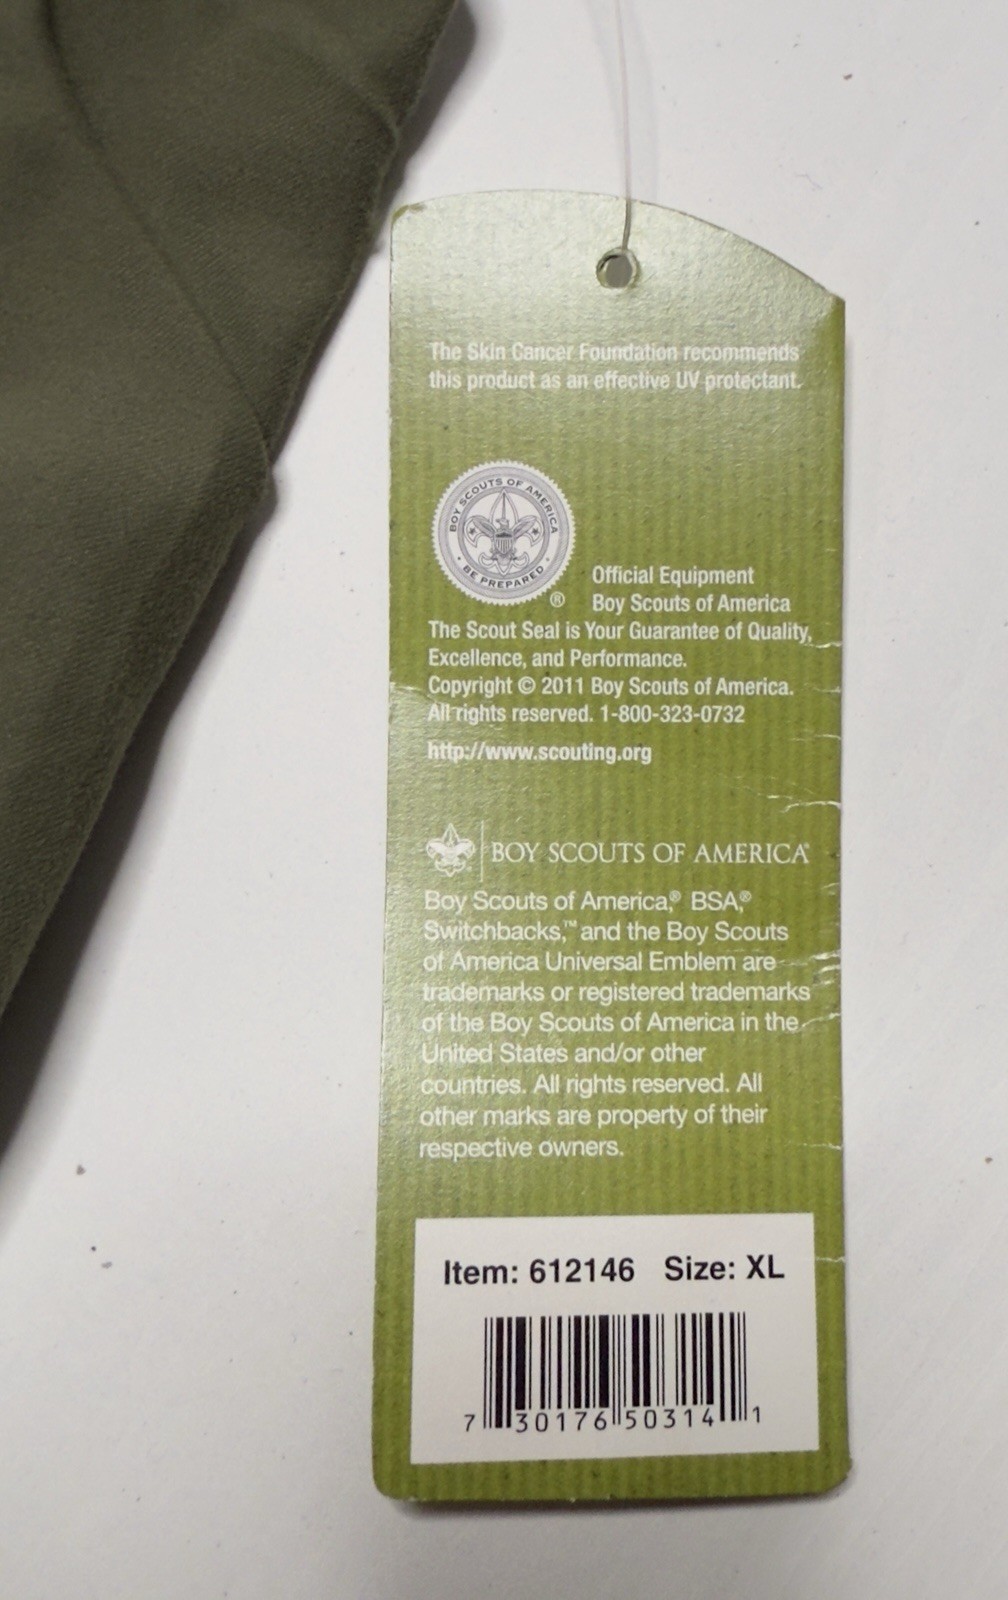 The Skin Cancer Foundation recommends
this product as an effective UV protectant.
BOY SCOUTS OF AMERICA
• BE PREPARED •
®
Official Equipment
Boy Scouts of America
The Scout Seal is Your Guarantee of Quality,
Excellence, and Performance.
Copyright © 2011 Boy Scouts of America.
All rights reserved. 1-800-323-0732
http://www.scouting.org
BOY SCOUTS OF AMERICA®
Boy Scouts of America,® BSA,®
Switchbacks,™ and the Boy Scouts
of America Universal Emblem are
trademarks or registered trademarks
of the Boy Scouts of America in the
United States and/or other
countries. All rights reserved. All
other marks are property of their
respective owners.
Item: 612146 Size: XL
7 30176 50314 1